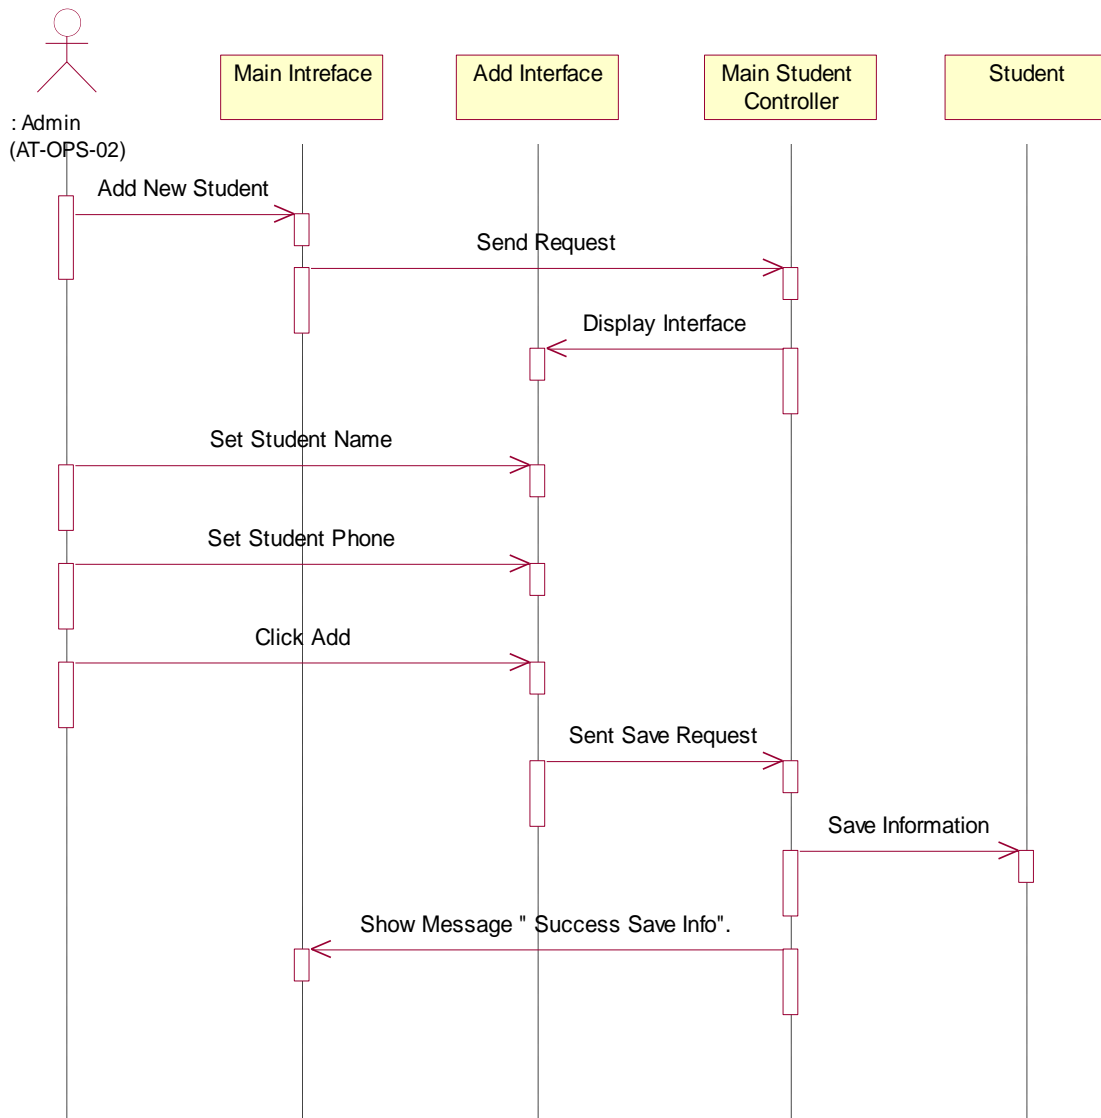 Main Intreface
Add Interface
Main Student
Controller
Student
: Admin
(AT-OPS-02)
Add New Student
Send Request
Display Interface
Set Student Name
Set Student Phone
Click Add
Sent Save Request
Save Information
Show Message " Success Save Info".